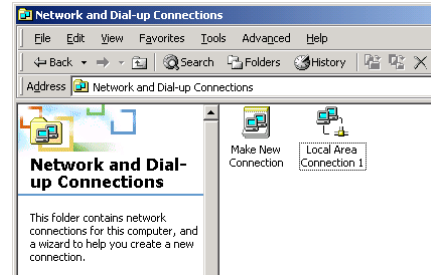 Network and Dial-up Connections
File Edit View Favorites Tools Advanced Help
Back Search Folders History
Address Network and Dial-up Connections
Network and Dial-
up Connections
Make New
Connection
Local Area
Connection 1
This folder contains network
connections for this computer, and
a wizard to help you create a new
connection.